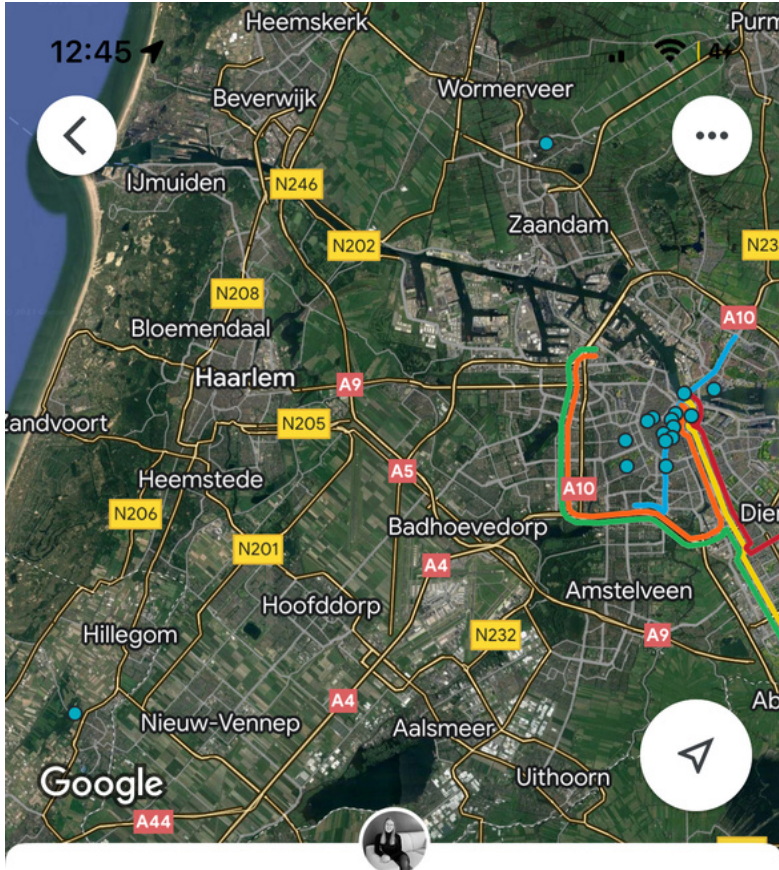 Heemskerk
Purm
12:45
Beverwijk
Wormerveer
IJmuiden
N246
Zaandam
N202
N23
N208
A10
Bloemendaal
Haarlem
A9
Zandvoort
N205
A5
Heemstede
A10
N206
Badhoevedorp
Dier
N201
A4
Hoofddorp
Amstelveen
N232
Hillegom
A9
A4
Ab
Nieuw-Vennep
Aalsmeer
Google
Uithoorn
A44